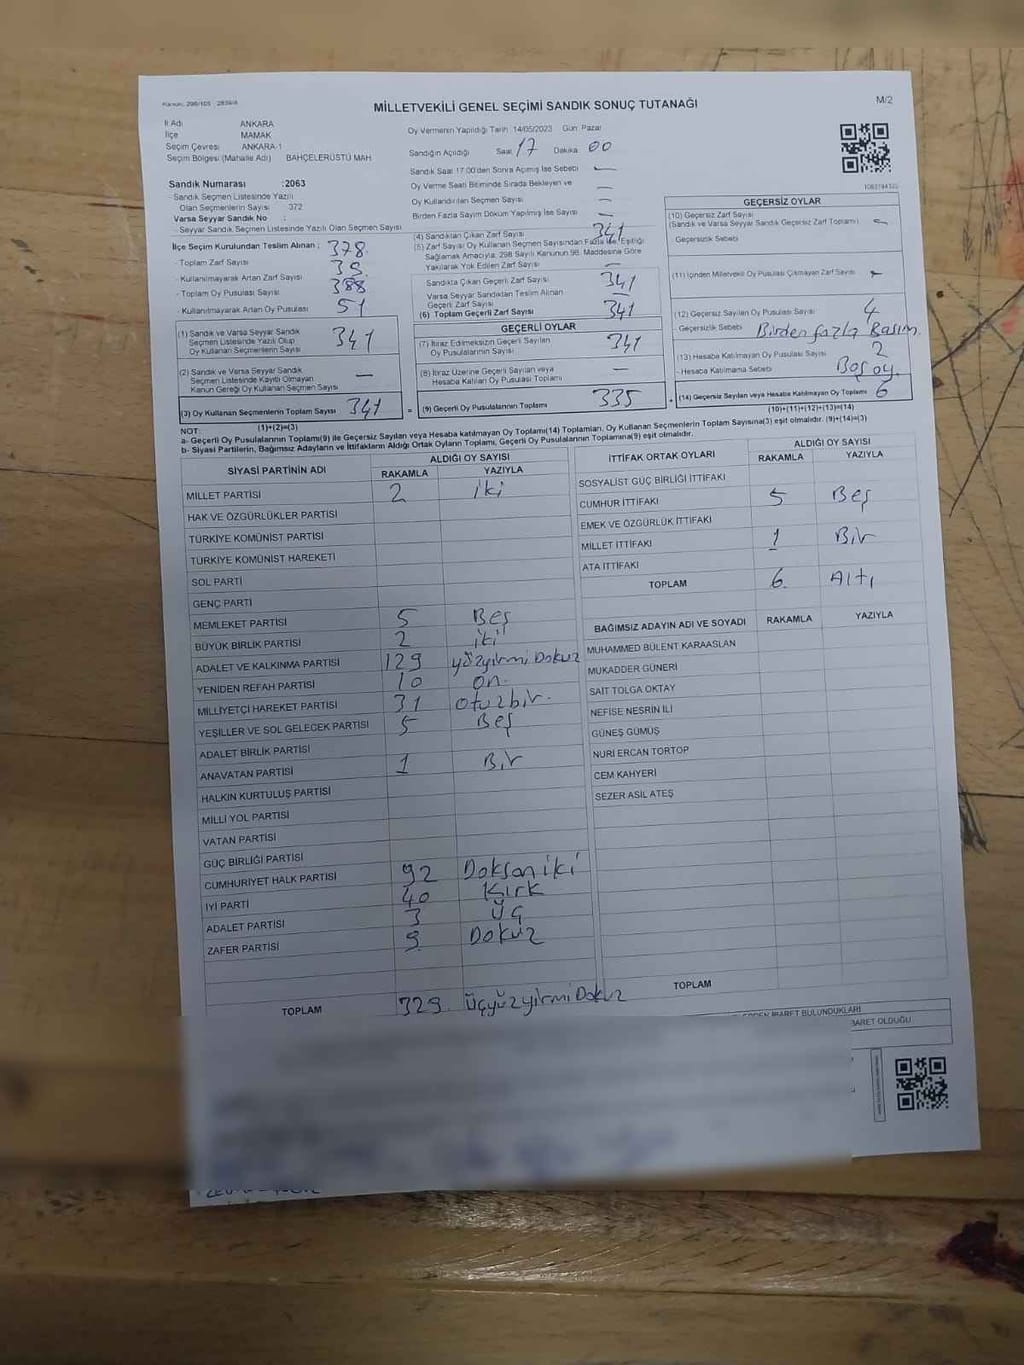 Kanun: 298/105
MİLLETVEKİLİ GENEL SEÇİMİ SANDIK SONUÇ TUTANAĞI
M/2
İl Adı ANKARA
İlçe MAMAK
Seçim Çevresi ANKARA-1
Seçim Bölgesi (Mahalle Adı) BAHÇELERÜSTÜ MAH
Oy Vermenin Yapıldığı Tarih 14/05/2023 Gün: Pazar
Sandığın Açıldığı Saat 17 Dakika 00
Sandık Saat 17.00'den Sonra Açılmış İse Sebebi —
Oy Verme Saati Bitiminde Sırada Bekleyen ve —
Oy Kullandırılan Seçmen Sayısı —
Birden Fazla Sayım Döküm Yapılmış İse Sayısı —
Sandık Numarası :2063
- Sandık Seçmen Listesinde Yazılı
Olan Seçmenlerin Sayısı 372
Varsa Seyyar Sandık No :
- Seyyar Sandık Seçmen Listesinde Yazılı Olan Seçmen Sayısı
İlçe Seçim Kurulundan Teslim Alınan :
- Toplam Zarf Sayısı 378
- Kullanılmayarak Artan Zarf Sayısı 38
- Toplam Oy Pusulası Sayısı 388
- Kullanılmayarak Artan Oy Pusulası 51
(1) Sandık ve Varsa Seyyar Sandık
Seçmen Listesinde Yazılı Olup
Oy Kullanan Seçmenlerin Sayısı 341
(2) Sandık ve Varsa Seyyar Sandık
Seçmen Listesinde Kayıtlı Olmayan
Kanun Gereği Oy Kullanan Seçmen Sayısı —
(3) Oy Kullanan Seçmenlerin Toplam Sayısı 341
(1)+(2)=(3)
(4) Sandıktan Çıkan Zarf Sayısı 341
(5) Zarf Sayısı Oy Kullanan Seçmen Sayısından Fazla İse, Eşitliği
Sağlamak Amacıyla, 298 Sayılı Kanunun 98. Maddesine Göre
Yakılarak Yok Edilen Zarf Sayısı —
Sandıkta Çıkan Geçerli Zarf Sayısı 341
Varsa Seyyar Sandıktan Teslim Alınan
Geçerli Zarf Sayısı —
(6) Toplam Geçerli Zarf Sayısı 341
GEÇERLİ OYLAR
(7) İtiraz Edilmeksizin Geçerli Sayılan
Oy Pusulalarının Sayısı 341
(8) İtiraz Üzerine Geçerli Sayılan veya
Hesaba Katılan Oy Pusulası Toplamı —
= (9) Geçerli Oy Pusulalarının Toplamı 335
GEÇERSİZ OYLAR
(10) Geçersiz Zarf Sayısı
(Sandık ve Varsa Seyyar Sandık Geçersiz Zarf Toplamı) —
Geçersizlik Sebebi
(11) İçinden Milletvekili Oy Pusulası Çıkmayan Zarf Sayısı —
(12) Geçersiz Sayılan Oy Pusulası Sayısı 4
Geçersizlik Sebebi Birden fazla Basım.
(13) Hesaba Katılmayan Oy Pusulası Sayısı 2
- Hesaba Katılmama Sebebi Boş oy.
+ (14) Geçersiz Sayılan veya Hesaba Katılmayan Oy Toplamı 6
(10)+(11)+(12)+(13)=(14)
NOT:
a- Geçerli Oy Pusulalarının Toplamı(9) ile Geçersiz Sayılan veya Hesaba katılmayan Oy Toplamı(14) Toplamları, Oy Kullanan Seçmenlerin Toplam Sayısına(3) eşit olmalıdır. (9)+(14)=(3)
b- Siyasi Partilerin, Bağımsız Adayların ve İttifakların Aldığı Ortak Oyların Toplamı, Geçerli Oy Pusulalarının Toplamına(9) eşit olmalıdır.
SİYASİ PARTİNİN ADI ALDIĞI OY SAYISI
RAKAMLA YAZIYLA
MİLLET PARTİSİ 2 iki
HAK VE ÖZGÜRLÜKLER PARTİSİ
TÜRKİYE KOMÜNİST PARTİSİ
TÜRKİYE KOMÜNİST HAREKETİ
SOL PARTİ
GENÇ PARTİ
MEMLEKET PARTİSİ 5 Beş
BÜYÜK BİRLİK PARTİSİ 2 iki
ADALET VE KALKINMA PARTİSİ 129 yüzyirmi Dokuz
YENİDEN REFAH PARTİSİ 10 on.
MİLLİYETÇİ HAREKET PARTİSİ 31 otuzbir.
YEŞİLLER VE SOL GELECEK PARTİSİ 5 Beş
ADALET BİRLİK PARTİSİ
ANAVATAN PARTİSİ 1 Bir
HALKIN KURTULUŞ PARTİSİ
MİLLİ YOL PARTİSİ
VATAN PARTİSİ
GÜÇ BİRLİĞİ PARTİSİ
CUMHURİYET HALK PARTİSİ 92 Doksan iki
İYİ PARTİ 40 Kırk
ADALET PARTİSİ 3 üç
ZAFER PARTİSİ 9 Dokuz
TOPLAM 329 Üçyüzyirmi Dokuz
İTTİFAK ORTAK OYLARI ALDIĞI OY SAYISI
RAKAMLA YAZIYLA
SOSYALİST GÜÇ BİRLİĞİ İTTİFAKI
CUMHUR İTTİFAKI 5 Beş
EMEK VE ÖZGÜRLÜK İTTİFAKI
MİLLET İTTİFAKI 1 Bir
ATA İTTİFAKI
TOPLAM 6 Altı
BAĞIMSIZ ADAYIN ADI VE SOYADI RAKAMLA YAZIYLA
MUHAMMED BÜLENT KARAASLAN
MUKADDER GÜNERİ
SAİT TOLGA OKTAY
NEFİSE NESRİN İLİ
GÜNEŞ GÜMÜŞ
NURİ ERCAN TORTOP
CEM KAHYERİ
SEZER ASİL ATEŞ
TOPLAM
İBARET BULUNDUKLARI
İBARET OLDUĞU